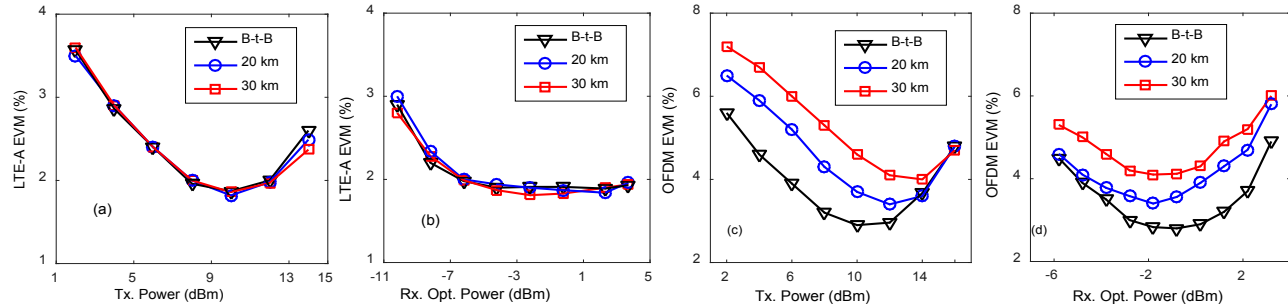 4
3
2
1
LTE-A EVM (%)
B-t-B
20 km
30 km
(a)
1 5 9 13 15
Tx. Power (dBm)
4
3
2
1
LTE-A EVM (%)
B-t-B
20 km
30 km
(b)
-11 -7 -3 1 5
Rx. Opt. Power (dBm)
8
6
4
2
OFDM EVM (%)
B-t-B
20 km
30 km
(c)
2 6 10 14
Tx. Power (dBm)
8
6
4
2
OFDM EVM (%)
B-t-B
20 km
30 km
(d)
-6 -2 2
Rx. Opt. Power (dBm)